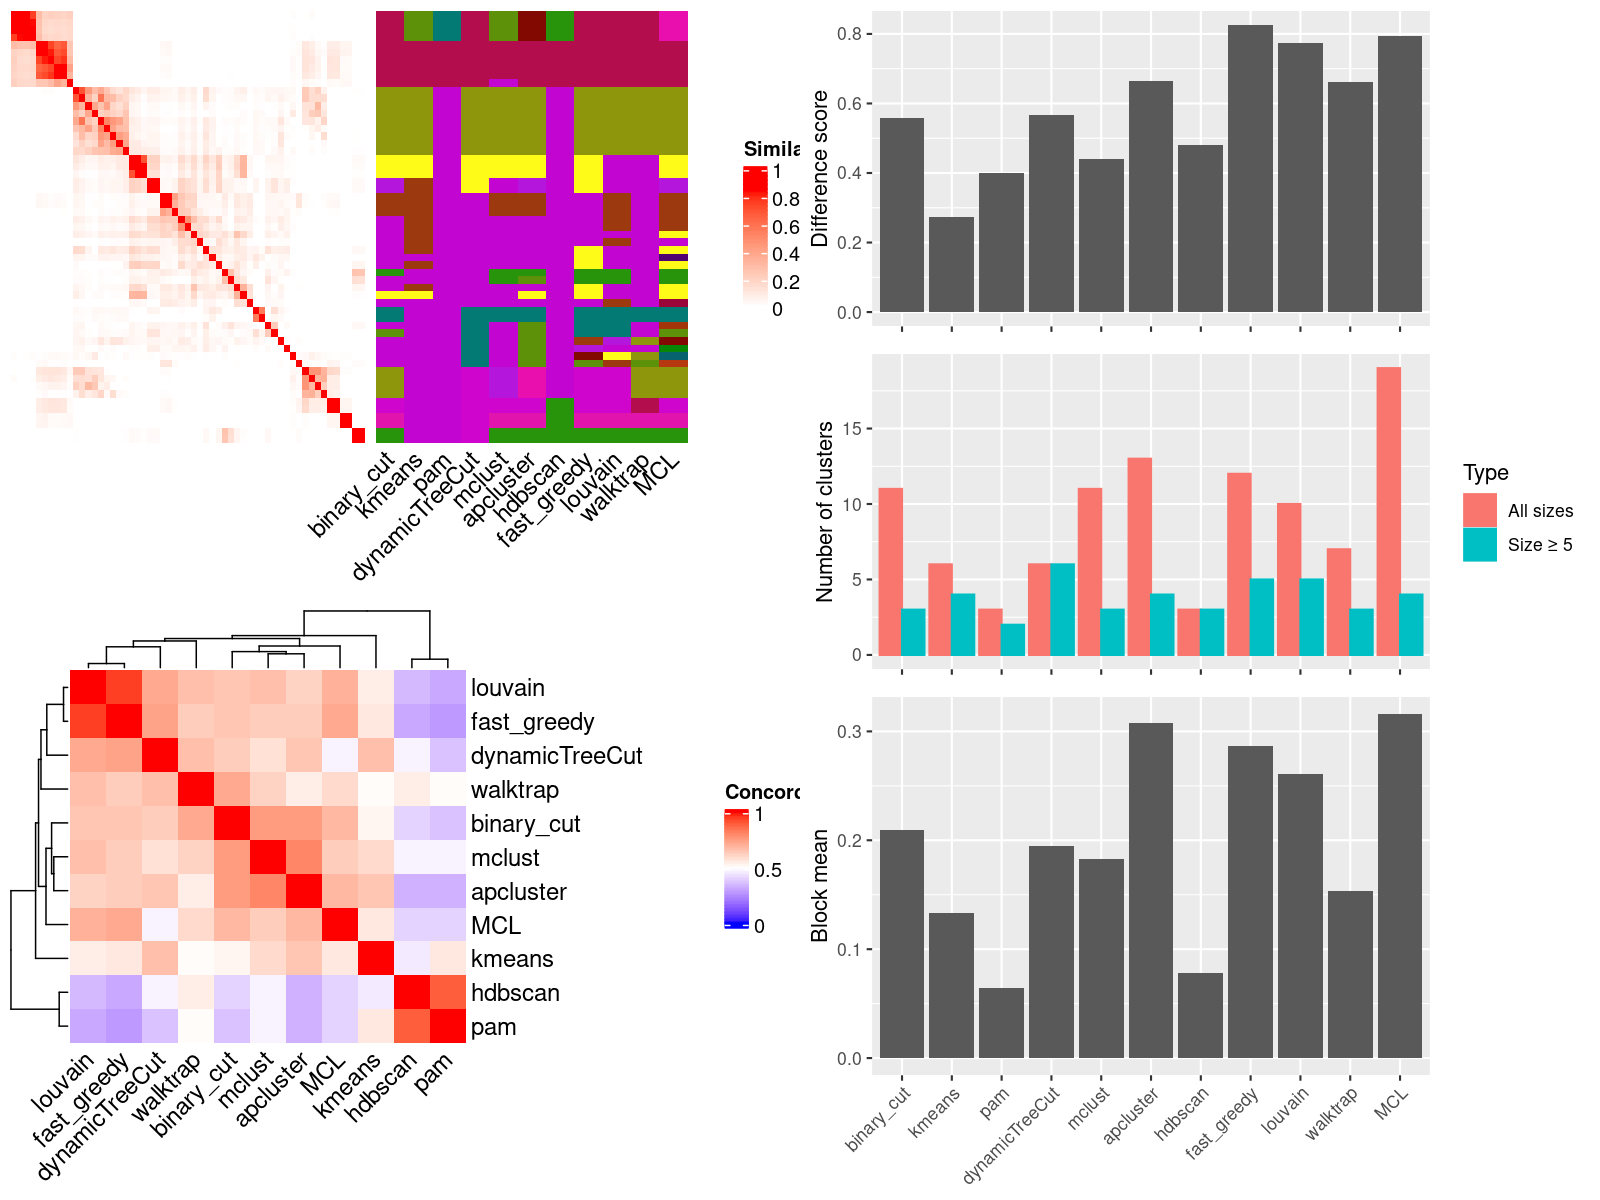 Simila
1
0.8
0.6
0.4
0.2
0
binary_cut
kmeans
pam
dynamicTreeCut
mclust
apcluster
hdbscan
fast_greedy
louvain
walktrap
MCL
louvain
fast_greedy
dynamicTreeCut
walktrap
binary_cut
mclust
apcluster
MCL
kmeans
hdbscan
pam
louvain
fast_greedy
dynamicTreeCut
walktrap
binary_cut
mclust
apcluster
MCL
kmeans
hdbscan
pam
Concord
1
0.5
0
Difference score
0.8
0.6
0.4
0.2
0.0
Number of clusters
15
10
5
0
Type
All sizes
Size ≥ 5
Block mean
0.3
0.2
0.1
0.0
binary_cut
kmeans
pam
dynamicTreeCut
mclust
apcluster
hdbscan
fast_greedy
louvain
walktrap
MCL